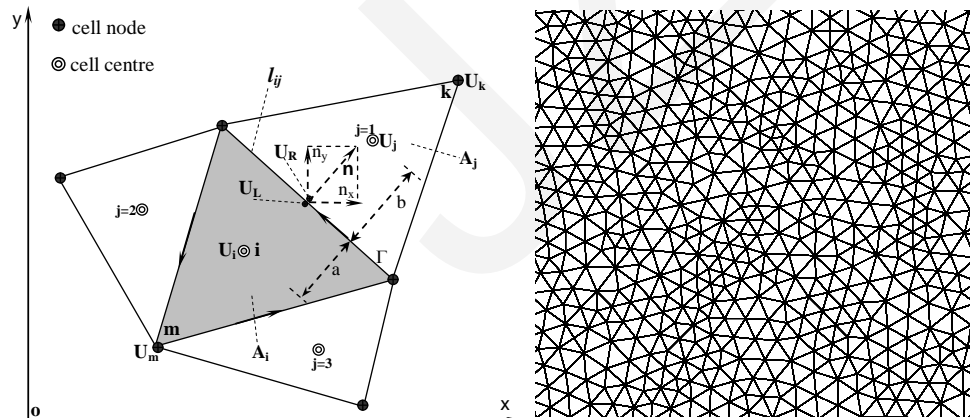 y
cell node
cell centre
l_ij
k U_k
j=1 U_j
U_R n_y
n
A_j
U_L n_x
b
j=2
U_i i
Γ
a
m
U_m
A_i
j=3
x
o